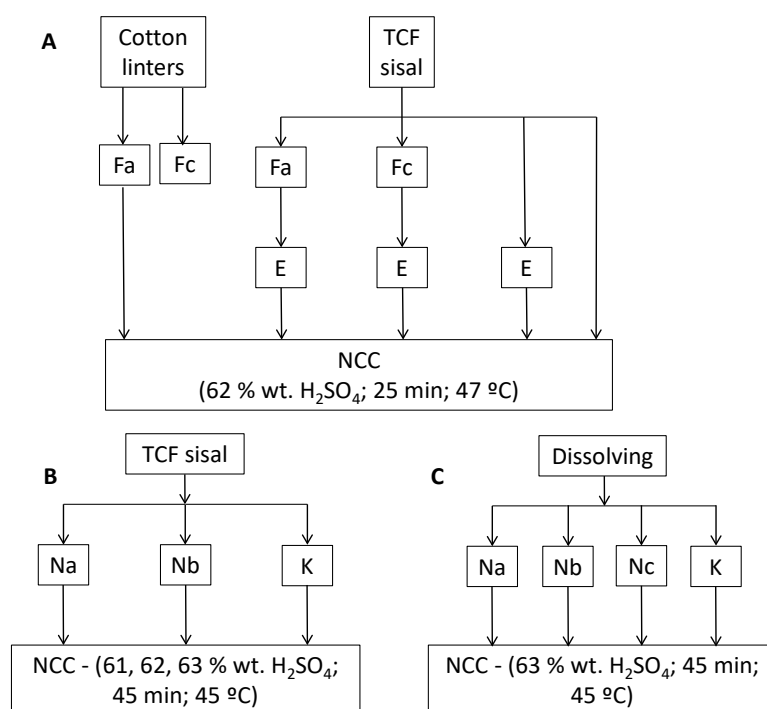 A
Cotton
linters
TCF
sisal
Fa
Fc
Fa
Fc
E
E
E
NCC
(62 % wt. H₂SO₄; 25 min; 47 ºC)
B
TCF sisal
Na
Nb
K
NCC - (61, 62, 63 % wt. H₂SO₄;
45 min; 45 ºC)
C
Dissolving
Na
Nb
Nc
K
NCC - (63 % wt. H₂SO₄; 45 min;
45 ºC)